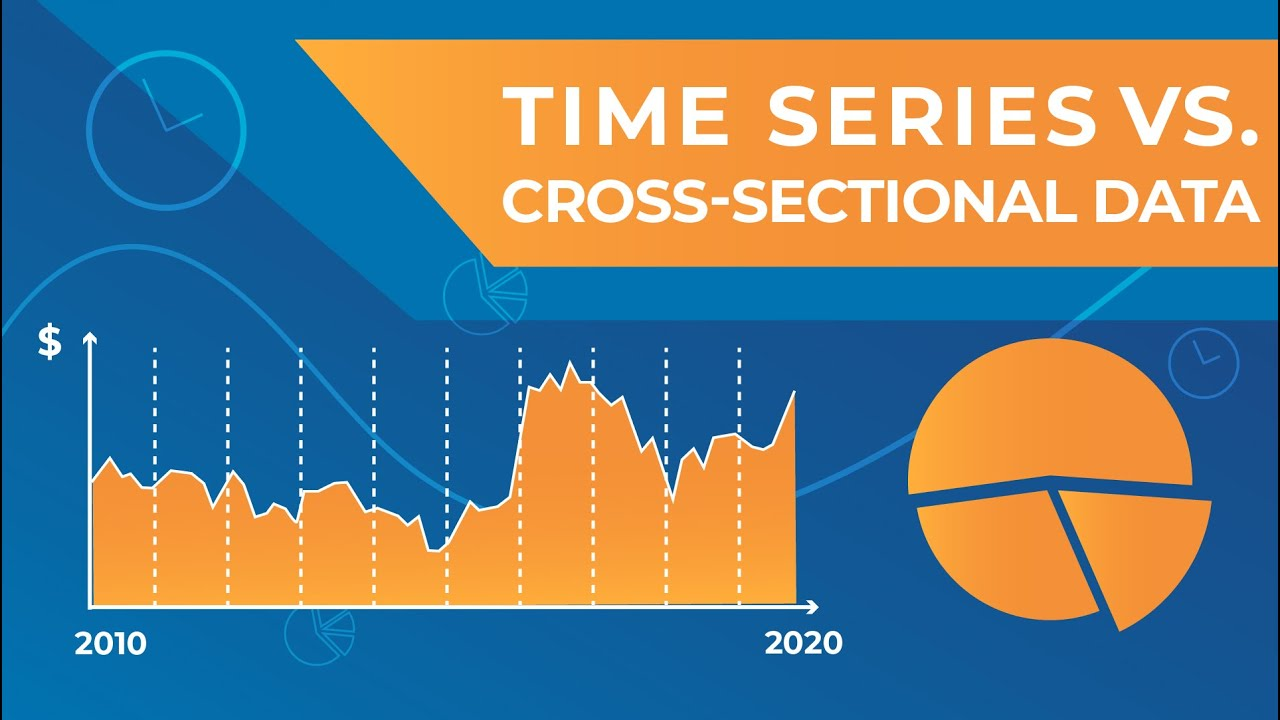 TIME SERIES VS.
CROSS-SECTIONAL DATA
$
2010
2020